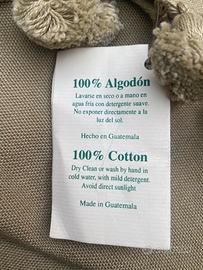 100% Algodón
Lavarse en seco o a mano en
agua fría con detergente suave.
No exponer directamente a la
luz del sol.
Hecho en Guatemala
100% Cotton
Dry Clean or wash by hand in
cold water, with mild detergent.
Avoid direct sunlight
Made in Guatemala